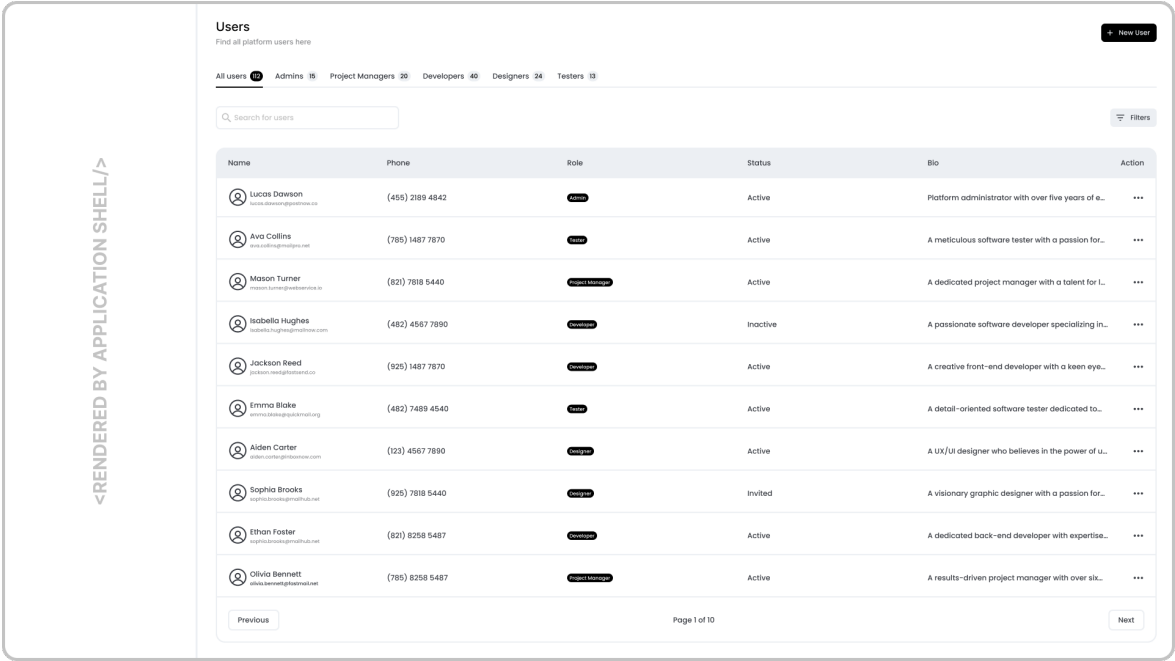 <RENDERED BY APPLICATION SHELL/>
Users
Find all platform users here
+ New User
All users 112 Admins 15 Project Managers 20 Developers 40 Designers 24 Testers 13
Search for users
Filters
Name Phone Role Status Bio Action
Lucas Dawson
lucas.dawson@postnow.co
(455) 2189 4842 Admin Active Platform administrator with over five years of e... •••
Ava Collins
ava.collins@mailpro.net
(785) 1487 7870 Tester Active A meticulous software tester with a passion for... •••
Mason Turner
mason.turner@webservice.io
(821) 7818 5440 Project Manager Active A dedicated project manager with a talent for l... •••
Isabella Hughes
isabella.hughes@mailnow.com
(482) 4567 7890 Developer Inactive A passionate software developer specializing in... •••
Jackson Reed
jackson.reed@fastsend.co
(925) 1487 7870 Developer Active A creative front-end developer with a keen eye... •••
Emma Blake
emma.blake@quickmail.org
(482) 7489 4540 Tester Active A detail-oriented software tester dedicated to... •••
Aiden Carter
aiden.carter@inboxnow.com
(123) 4567 7890 Designer Active A UX/UI designer who believes in the power of u... •••
Sophia Brooks
sophia.brooks@mailhub.net
(925) 7818 5440 Designer Invited A visionary graphic designer with a passion for... •••
Ethan Foster
sophia.brooks@mailhub.net
(821) 8258 5487 Developer Active A dedicated back-end developer with expertise... •••
Olivia Bennett
olivia.bennett@fastmail.net
(785) 8258 5487 Project Manager Active A results-driven project manager with over six... •••
Previous Page 1 of 10 Next